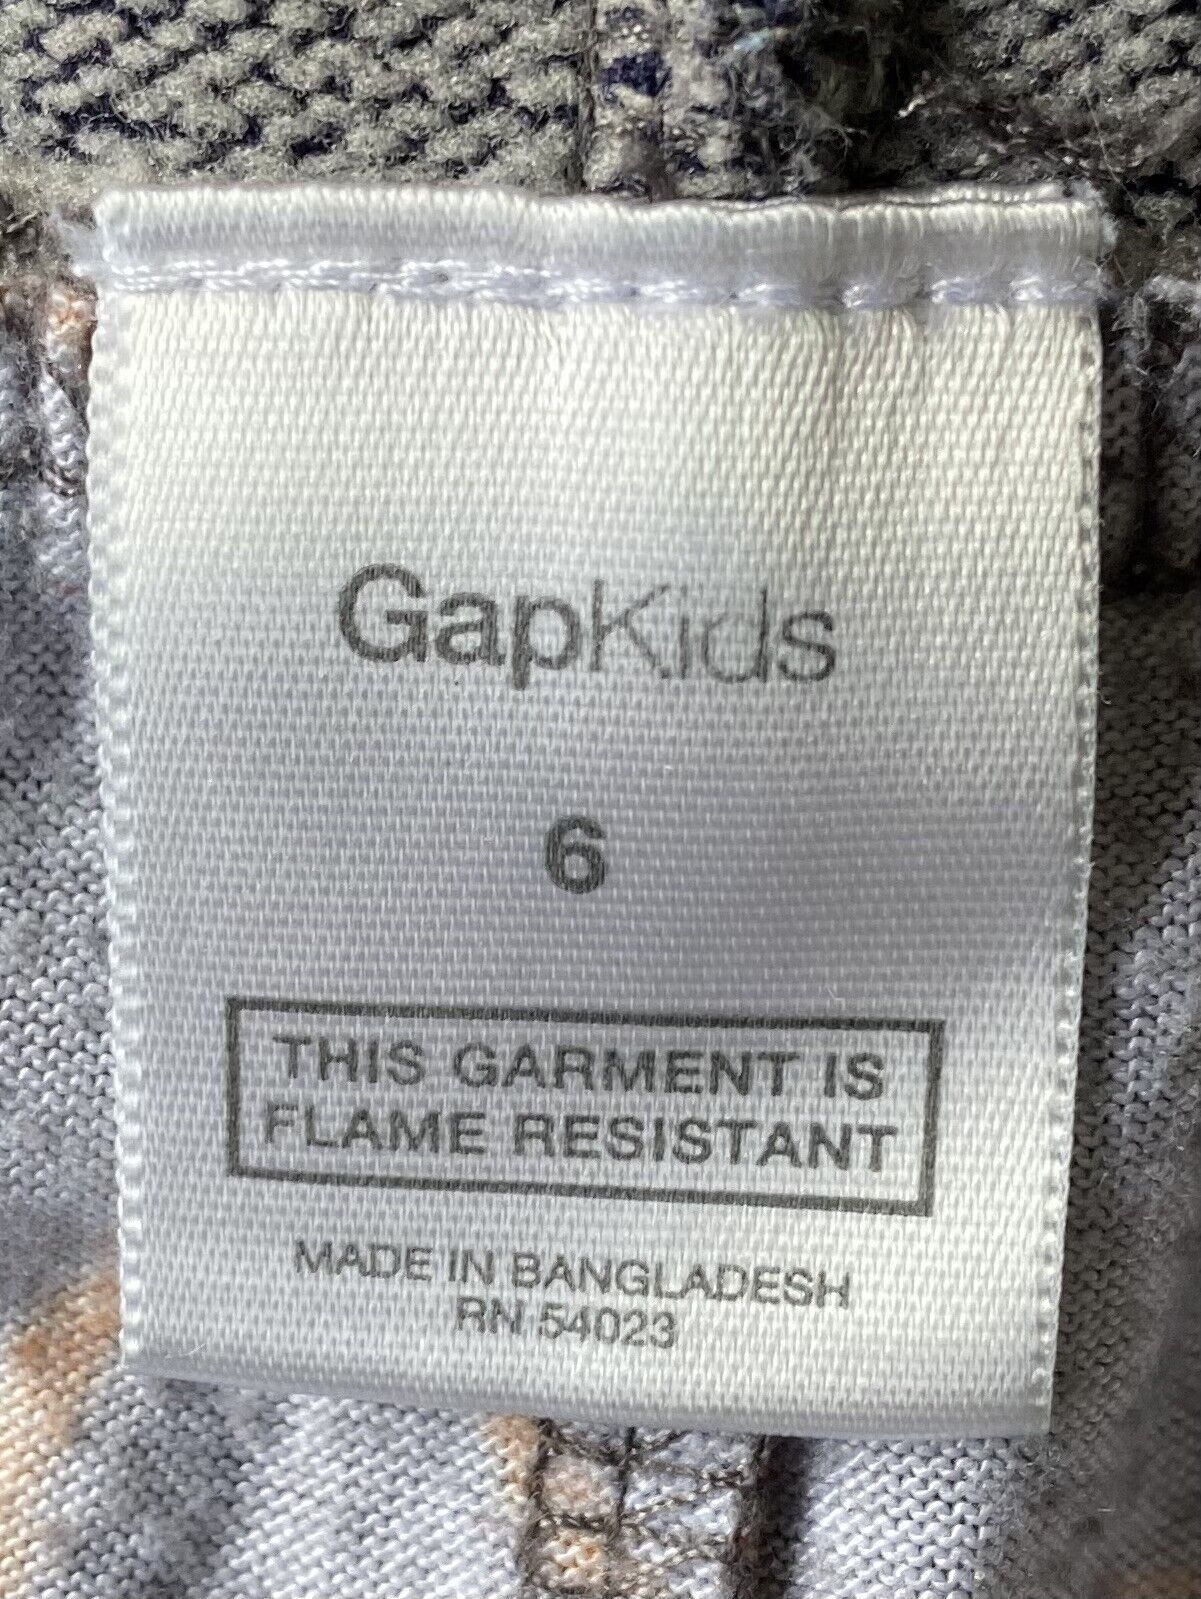 GapKids
6
THIS GARMENT IS
FLAME RESISTANT
MADE IN BANGLADESH
RN 54023